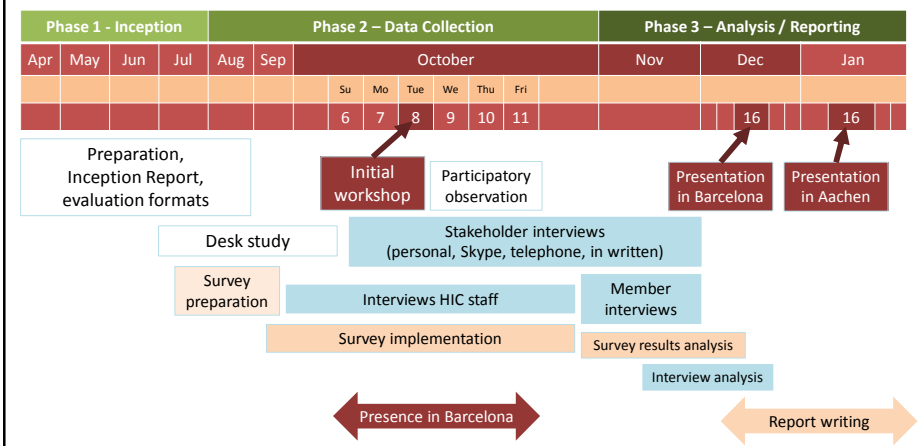 Phase 1 - Inception
Phase 2 – Data Collection
Phase 3 – Analysis / Reporting
Apr May Jun Jul Aug Sep October Nov Dec Jan
Su Mo Tue We Thu Fri
6 7 8 9 10 11 16 16
Preparation,
Inception Report,
evaluation formats
Initial
workshop
Participatory
observation
Presentation
in Barcelona
Presentation
in Aachen
Desk study
Stakeholder interviews
(personal, Skype, telephone, in written)
Survey
preparation
Interviews HIC staff
Member
interviews
Survey implementation
Survey results analysis
Interview analysis
Presence in Barcelona
Report writing